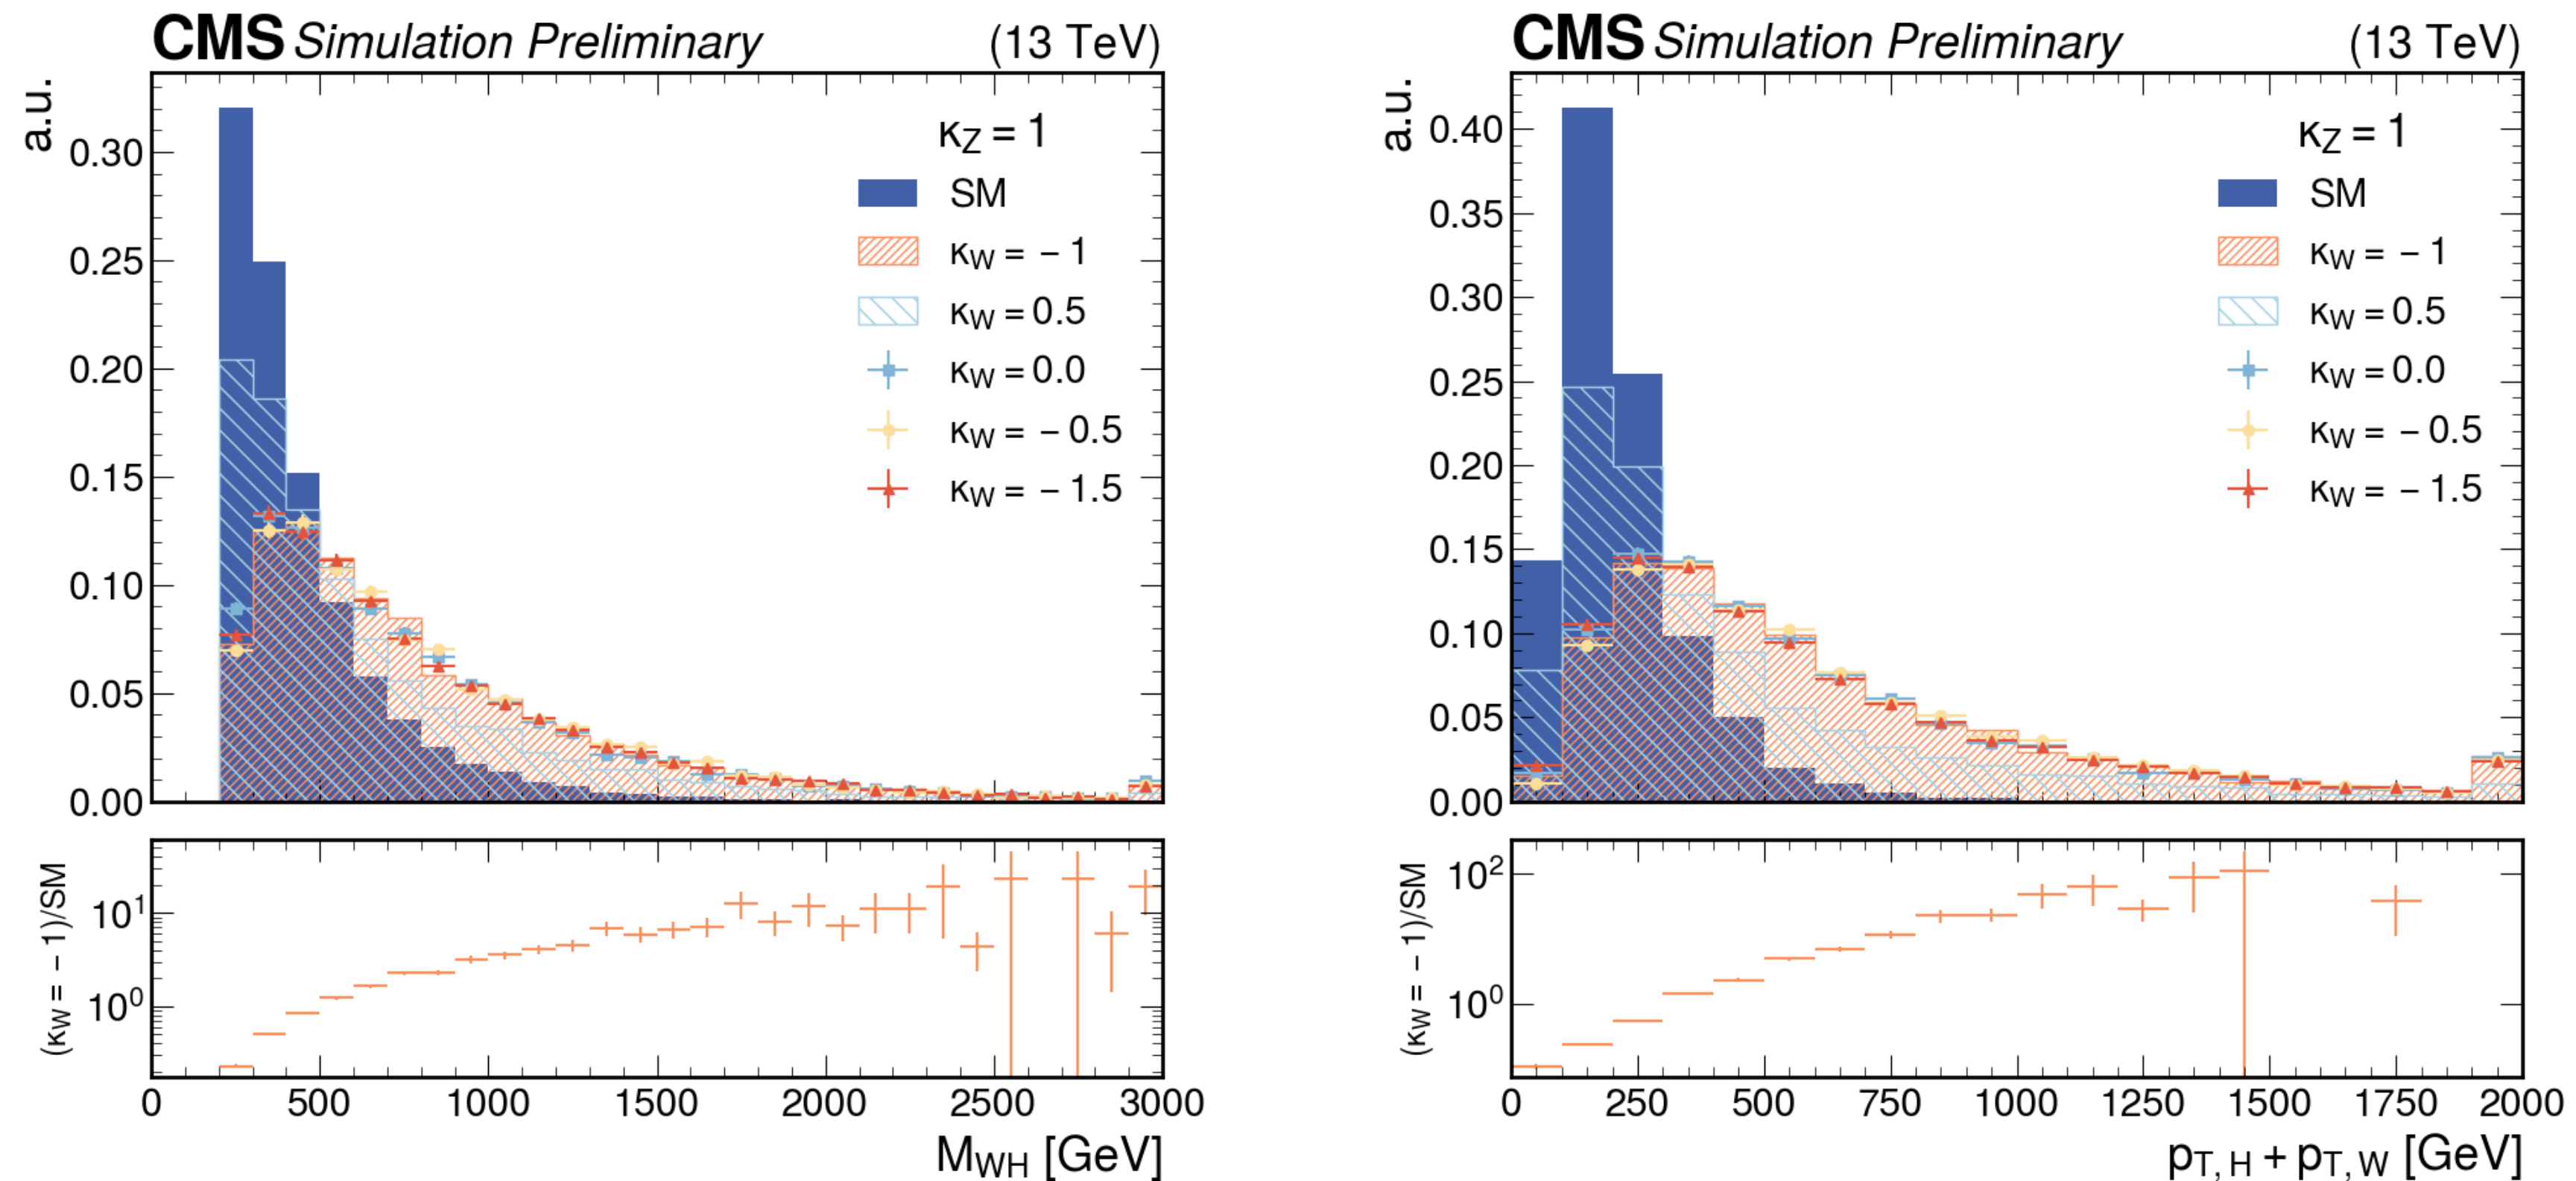 CMS Simulation Preliminary (13 TeV)
a.u.
0.30
0.25
0.20
0.15
0.10
0.05
0.00
κZ = 1
SM
κW = − 1
κW = 0.5
κW = 0.0
κW = − 0.5
κW = − 1.5
(κW = − 1)/SM
10¹
10⁰
0 500 1000 1500 2000 2500 3000
MWH [GeV]
CMS Simulation Preliminary (13 TeV)
a.u.
0.40
0.35
0.30
0.25
0.20
0.15
0.10
0.05
0.00
κZ = 1
SM
κW = − 1
κW = 0.5
κW = 0.0
κW = − 0.5
κW = − 1.5
(κW = − 1)/SM
10²
10⁰
0 250 500 750 1000 1250 1500 1750 2000
pT, H + pT, W [GeV]